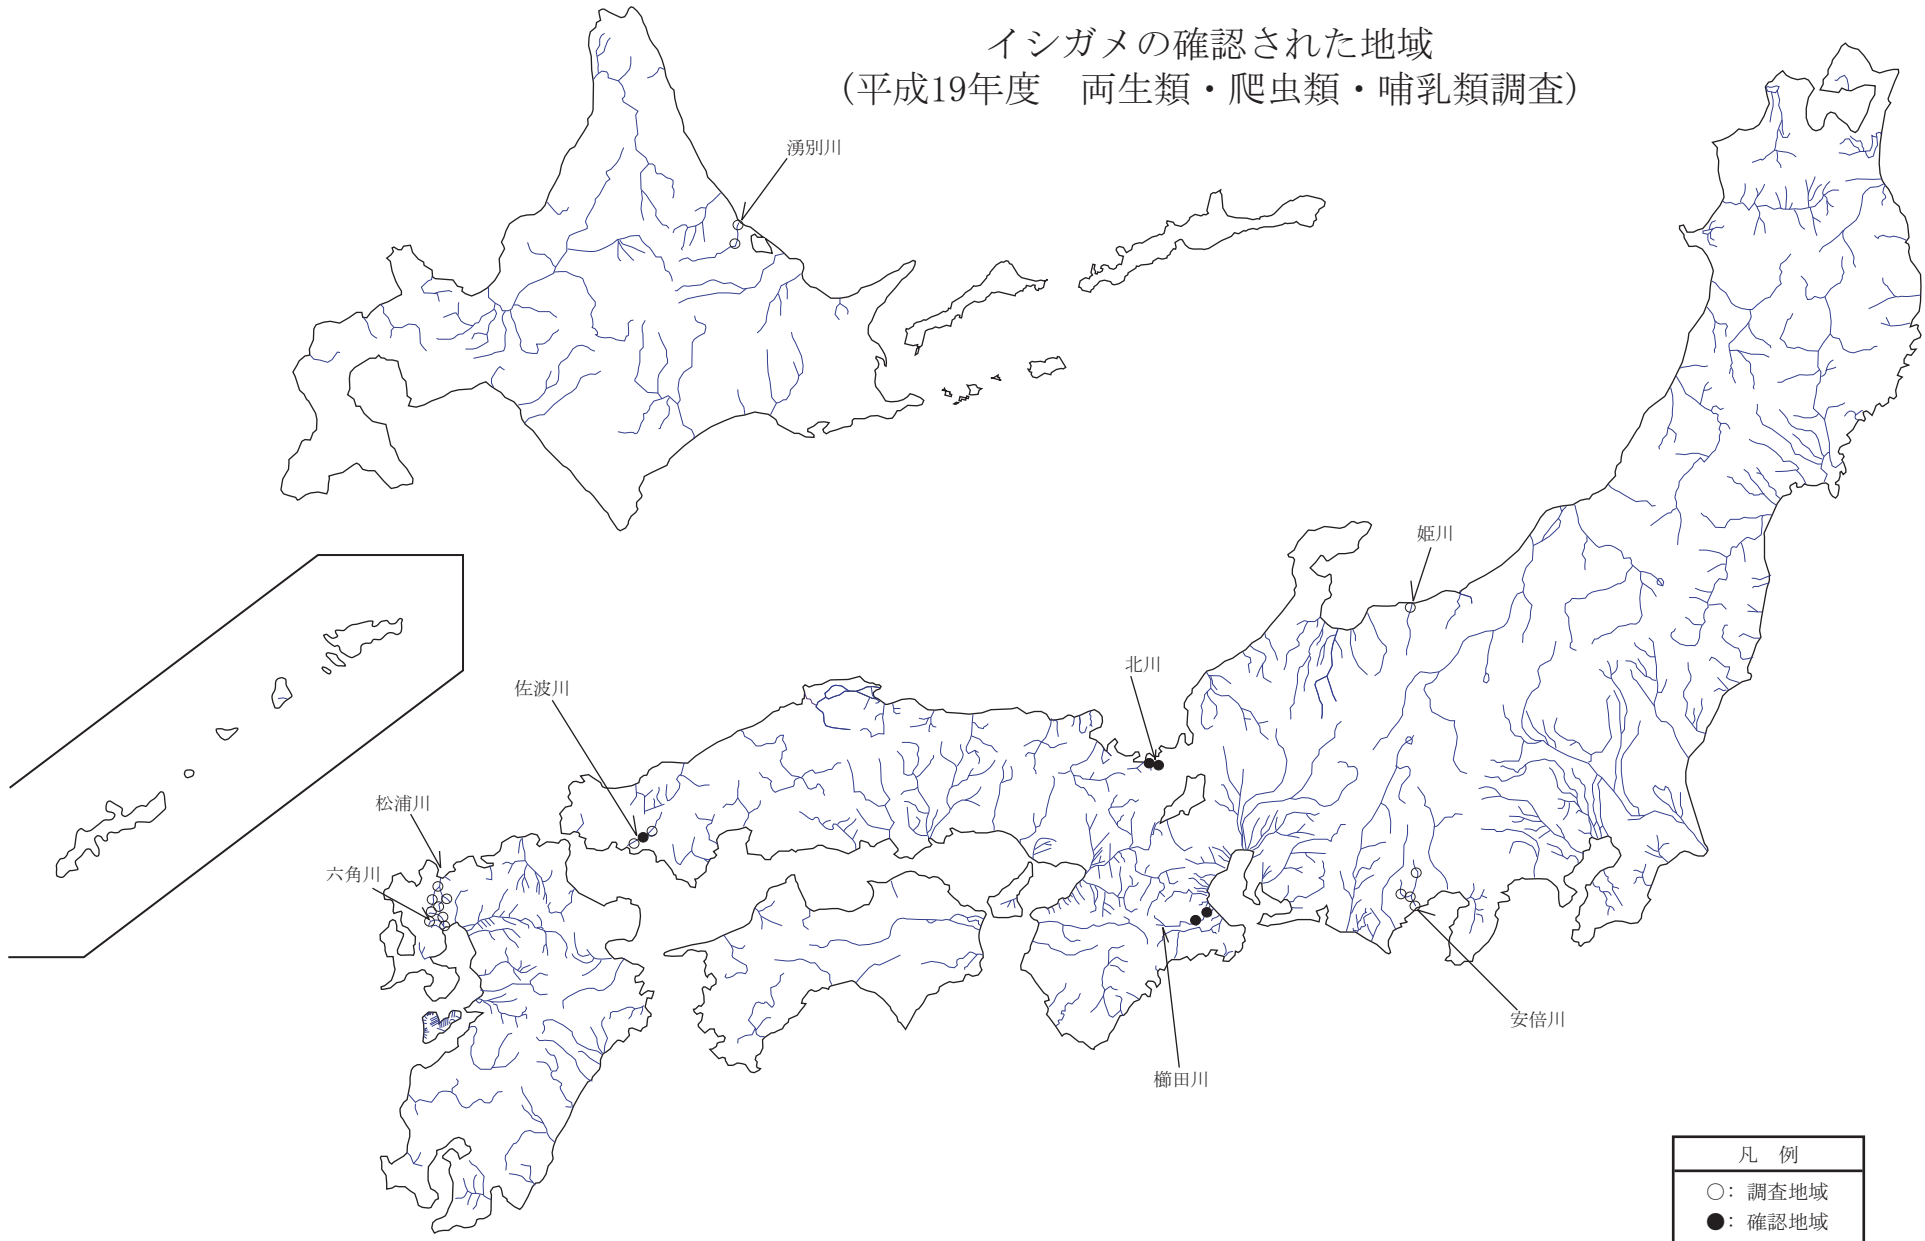 イシガメの確認された地域
(平成19年度　両生類・爬虫類・哺乳類調査)
湧別川
姫川
北川
佐波川
松浦川
六角川
安倍川
櫛田川
凡　例
○：調査地域
●：確認地域